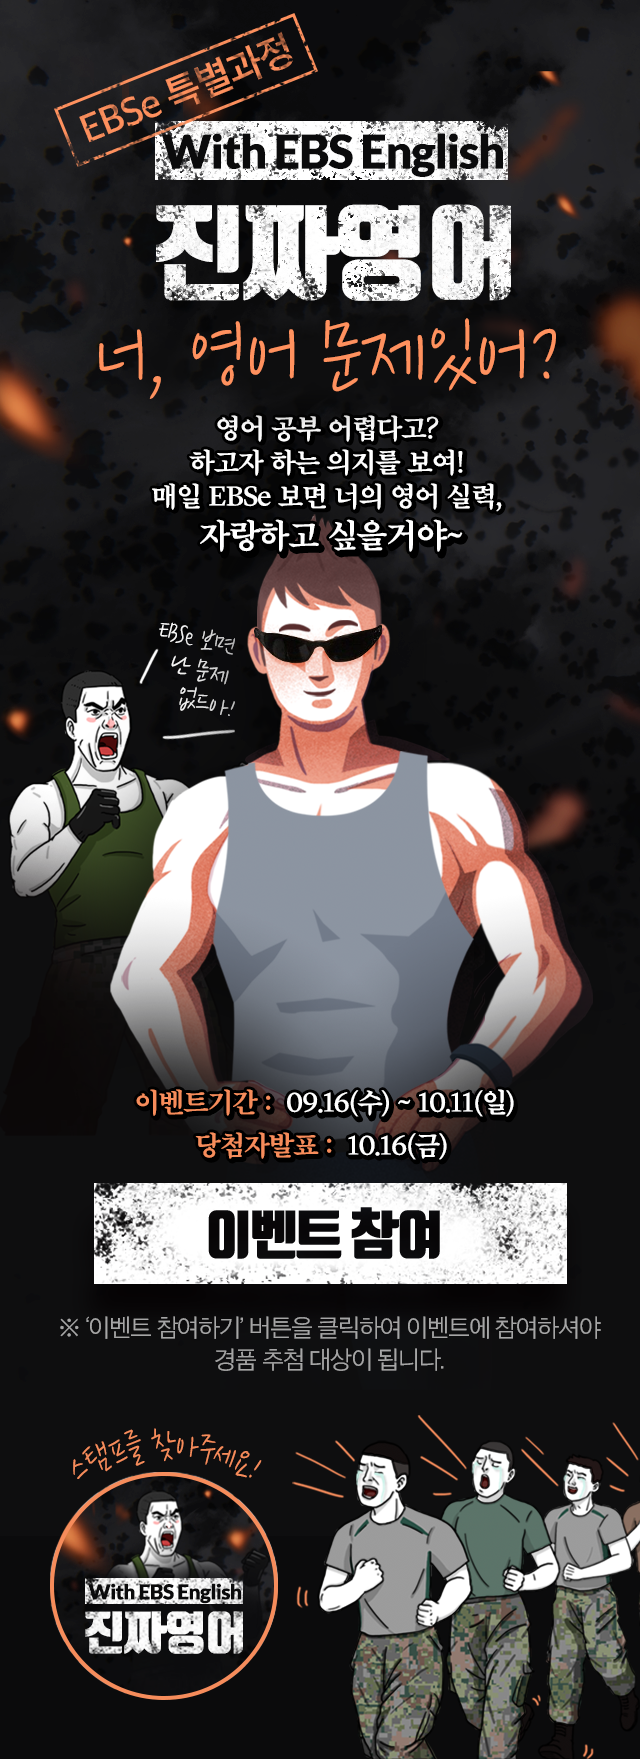 EBSe 특별과정
With EBS English
진짜영어
너, 영어 문제있어?
영어 공부 어렵다고?
하고자 하는 의지를 보여!
매일 EBSe 보면 너의 영어 실력,
자랑하고 싶을거야~
EBSe 보면
난 문제
없드아!
이벤트기간 : 09.16(수) ~ 10.11(일)
당첨자발표 : 10.16(금)
이벤트 참여
※ ‘이벤트 참여하기’ 버튼을 클릭하여 이벤트에 참여하셔야
경품 추첨 대상이 됩니다.
스탬프를 찾아주세요!
With EBS English
진짜영어